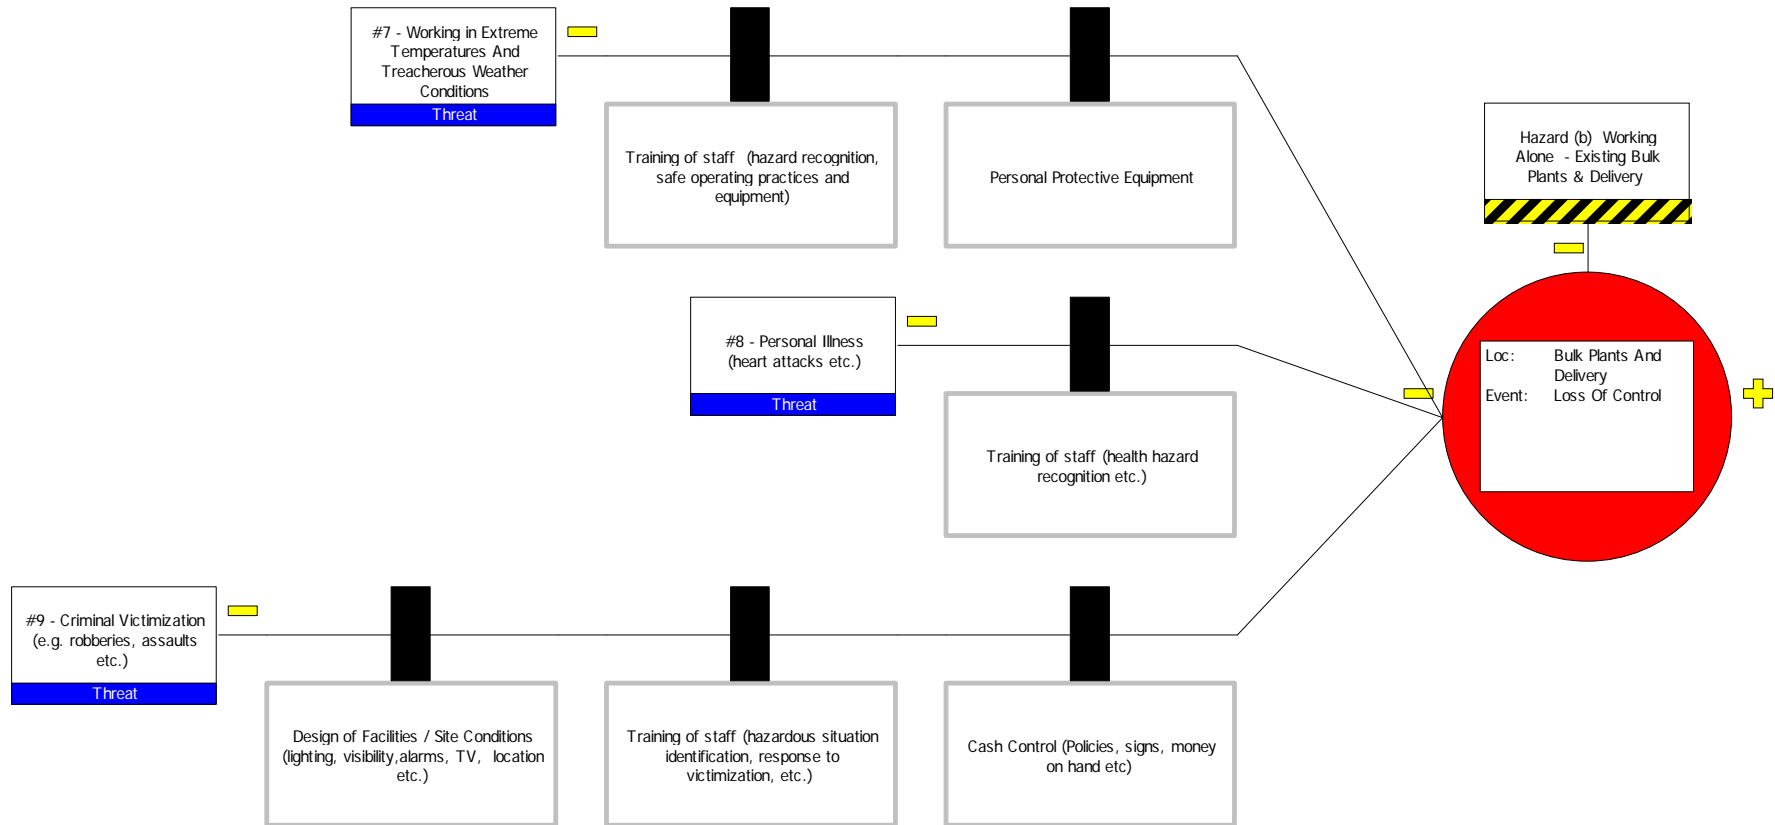 #7 - Working in Extreme
Temperatures And
Treacherous Weather
Conditions
Threat
Training of staff (hazard recognition,
safe operating practices and
equipment)
Personal Protective Equipment
Hazard (b) Working
Alone - Existing Bulk
Plants & Delivery
#8 - Personal Illness
(heart attacks etc.)
Threat
Training of staff (health hazard
recognition etc.)
Loc: Bulk Plants And
Delivery
Event: Loss Of Control
#9 - Criminal Victimization
(e.g. robberies, assaults
etc.)
Threat
Design of Facilities / Site Conditions
(lighting, visibility,alarms, TV, location
etc.)
Training of staff (hazardous situation
identification, response to
victimization, etc.)
Cash Control (Policies, signs, money
on hand etc)